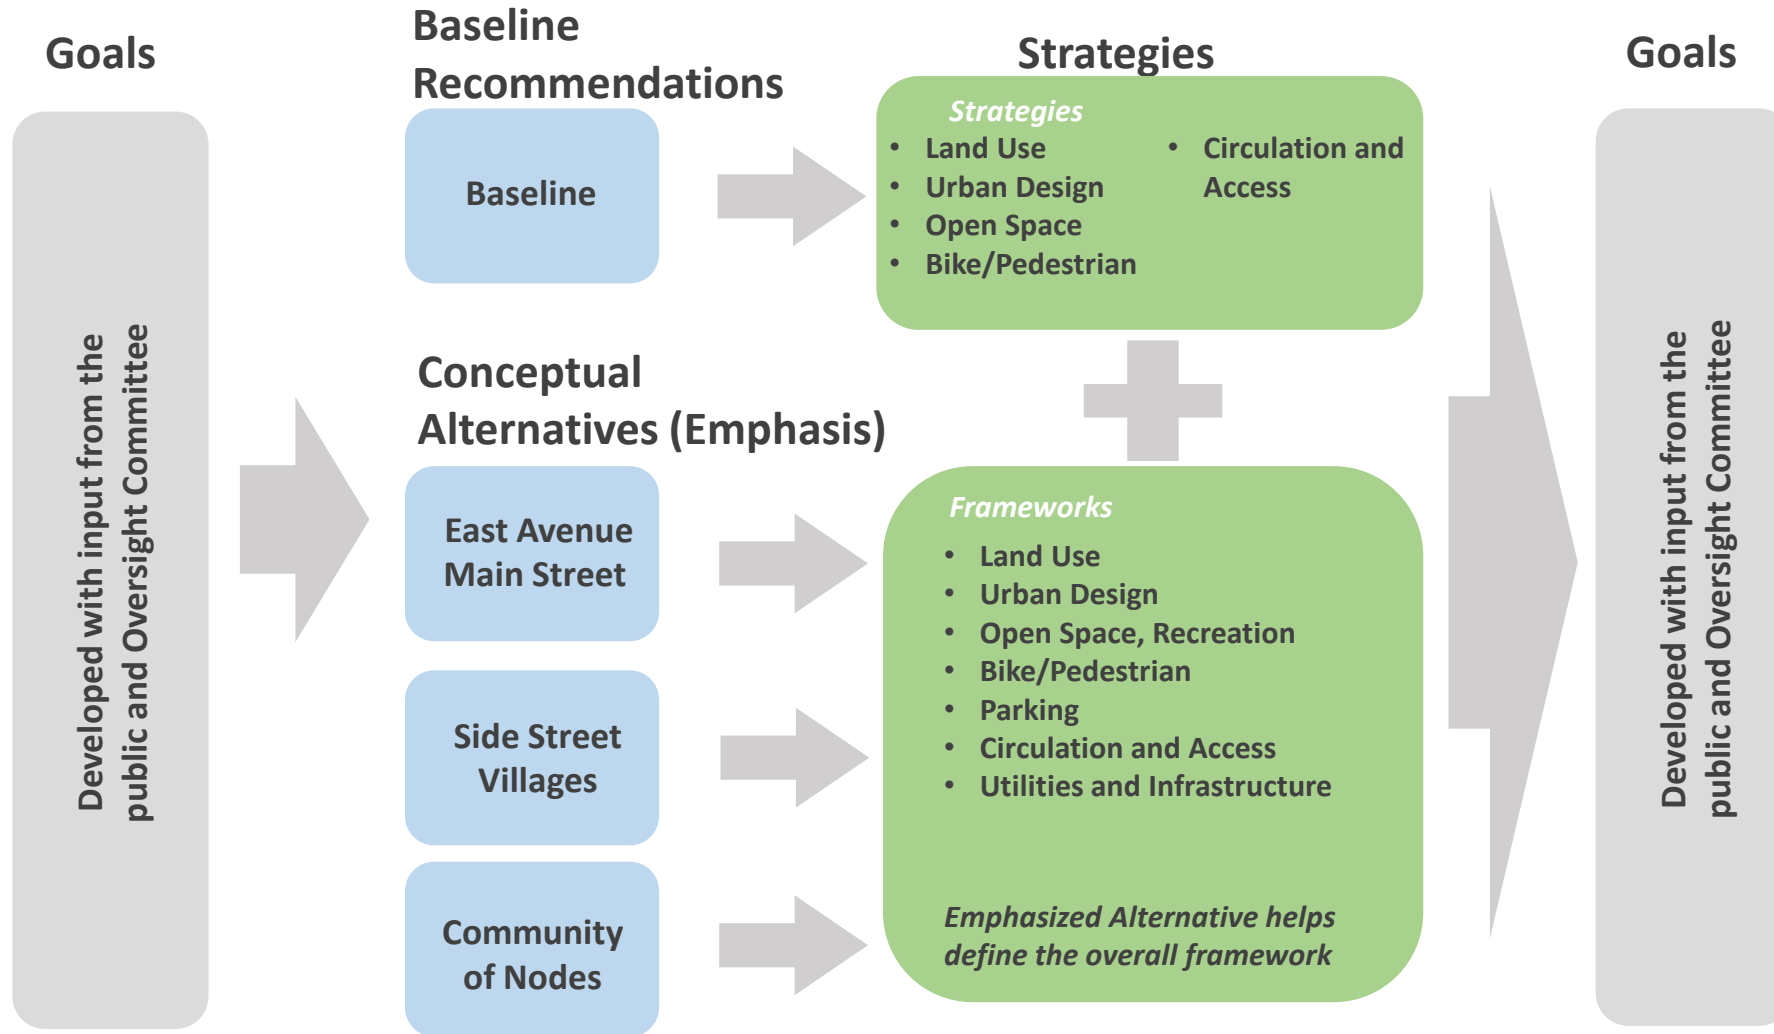 Goals
Developed with input from the
public and Oversight Committee
Baseline
Recommendations
Baseline
Conceptual
Alternatives (Emphasis)
East Avenue
Main Street
Side Street
Villages
Community
of Nodes
Strategies
Strategies
• Land Use
• Urban Design
• Open Space
• Bike/Pedestrian
• Circulation and
Access
Frameworks
• Land Use
• Urban Design
• Open Space, Recreation
• Bike/Pedestrian
• Parking
• Circulation and Access
• Utilities and Infrastructure
Emphasized Alternative helps
define the overall framework
Goals
Developed with input from the
public and Oversight Committee